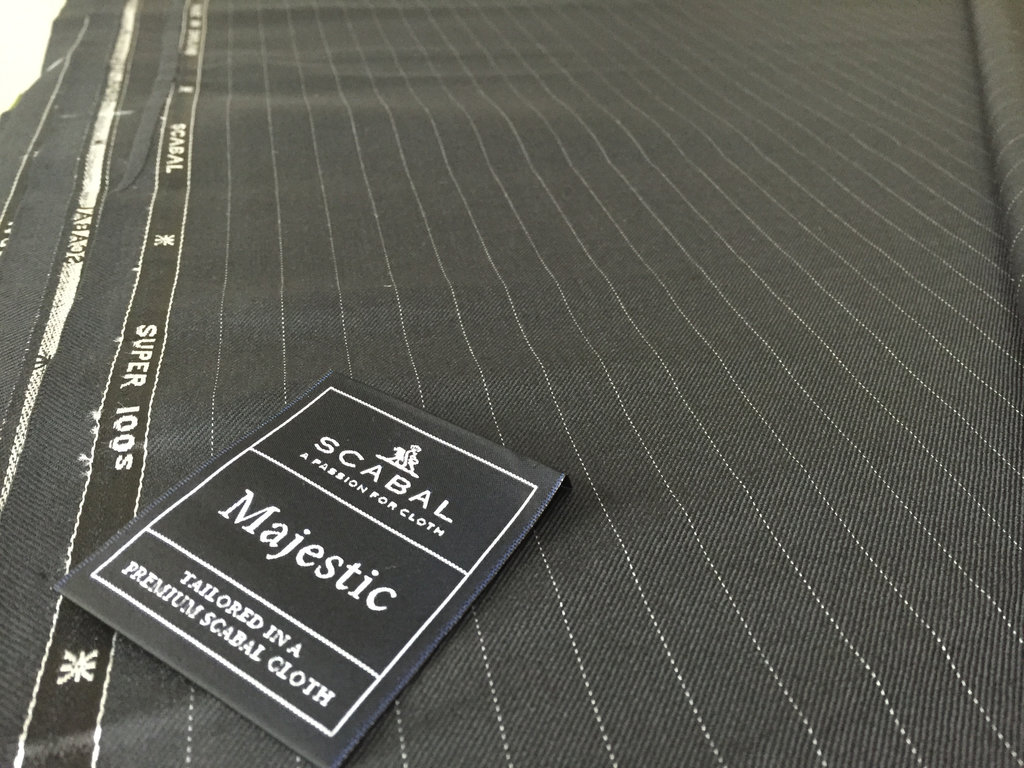 SCABAL
SUPER 100s
SCABAL
A PASSION FOR CLOTH
Majestic
TAILORED IN A
PREMIUM SCABAL CLOTH